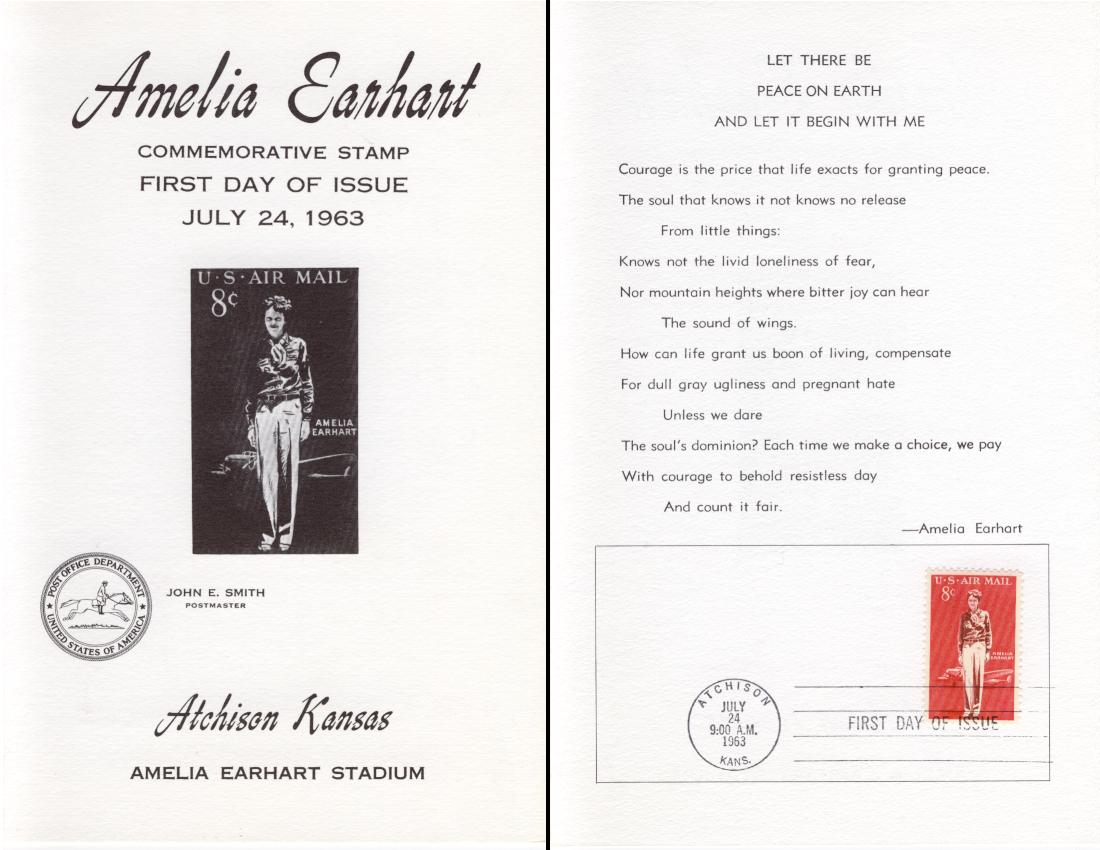 Amelia Earhart
COMMEMORATIVE STAMP
FIRST DAY OF ISSUE
JULY 24, 1963
U·S·AIR MAIL
8¢
AMELIA
EARHART
POST OFFICE DEPARTMENT
UNITED STATES OF AMERICA
JOHN E. SMITH
POSTMASTER
Atchison Kansas
AMELIA EARHART STADIUM
LET THERE BE
PEACE ON EARTH
AND LET IT BEGIN WITH ME
Courage is the price that life exacts for granting peace.
The soul that knows it not knows no release
From little things:
Knows not the livid loneliness of fear,
Nor mountain heights where bitter joy can hear
The sound of wings.
How can life grant us boon of living, compensate
For dull gray ugliness and pregnant hate
Unless we dare
The soul's dominion? Each time we make a choice, we pay
With courage to behold resistless day
And count it fair.
—Amelia Earhart
U·S·AIR MAIL
8¢
AMELIA
EARHART
ATCHISON
JULY
24
9:00 A.M.
1963
KANS.
FIRST DAY OF ISSUE